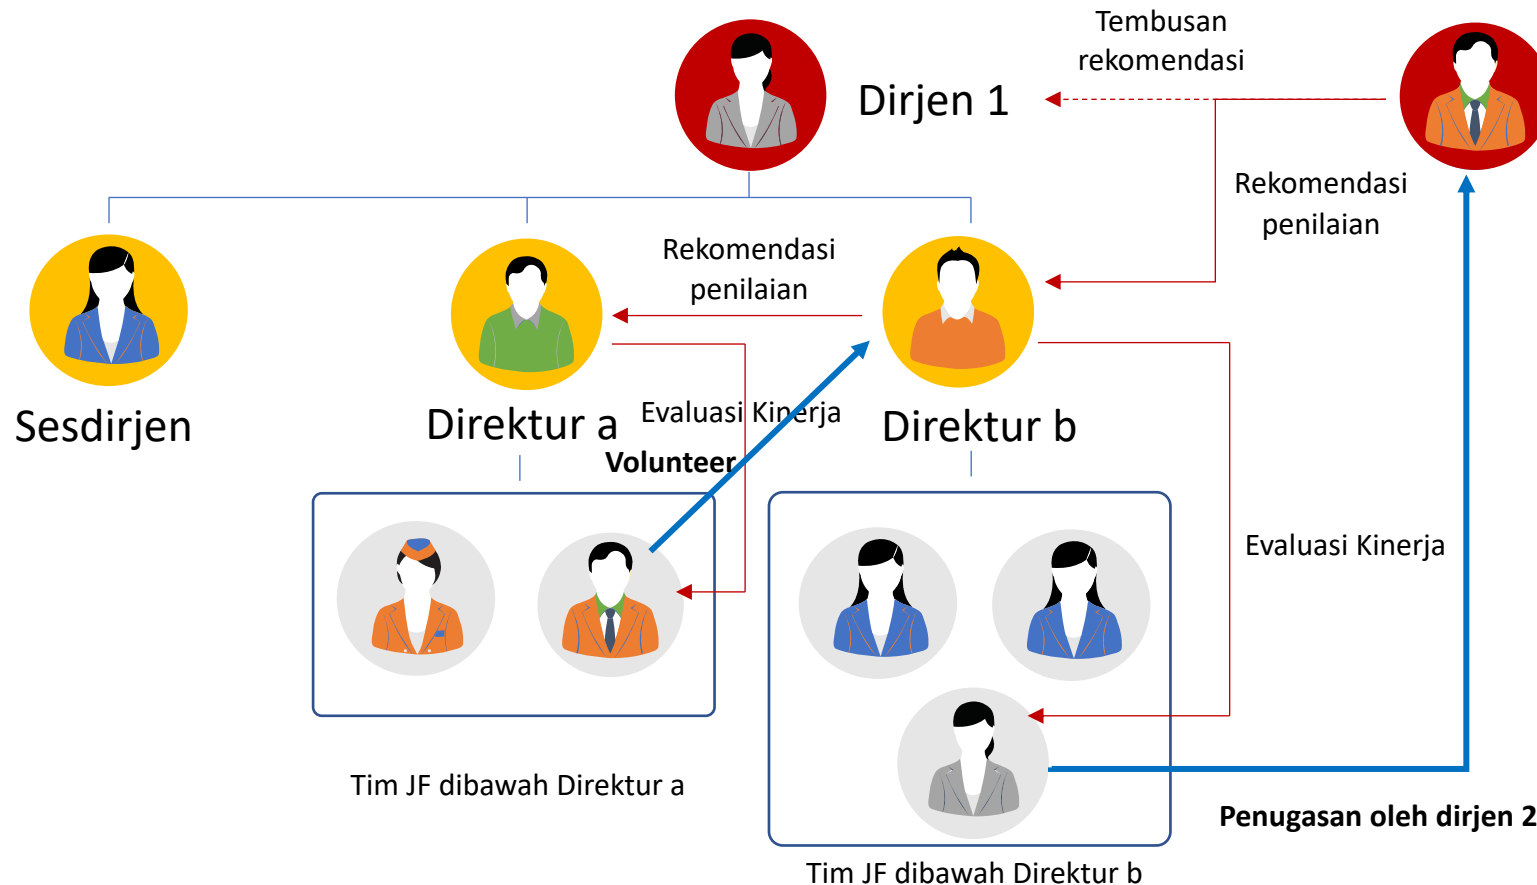 Tembusan
rekomendasi
Dirjen 1
Rekomendasi
penilaian
Rekomendasi
penilaian
Sesdirjen
Direktur a
Evaluasi Kinerja
Direktur b
Volunteer
Evaluasi Kinerja
Tim JF dibawah Direktur a
Penugasan oleh dirjen 2
Tim JF dibawah Direktur b